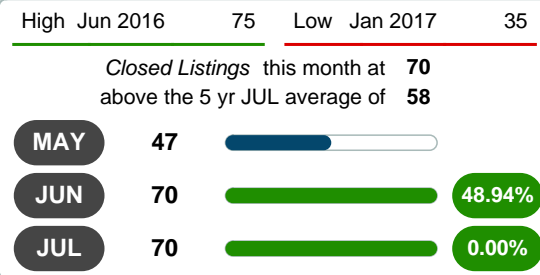 High Jun 2016 75 Low Jan 2017 35
Closed Listings this month at 70
above the 5 yr JUL average of 58
MAY 47
JUN 70 48.94%
JUL 70 0.00%